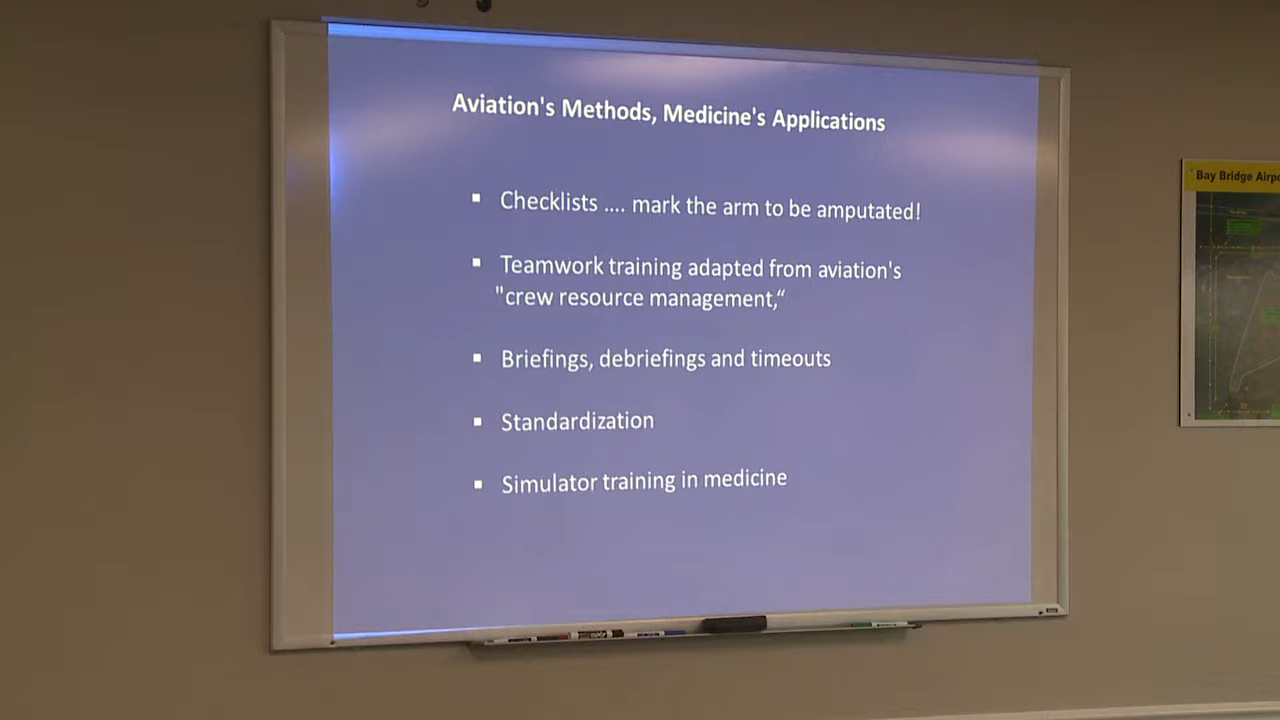 Aviation's Methods, Medicine's Applications
▪ Checklists .... mark the arm to be amputated!
▪ Teamwork training adapted from aviation's
"crew resource management,“
▪ Briefings, debriefings and timeouts
▪ Standardization
▪ Simulator training in medicine
Bay Bridge